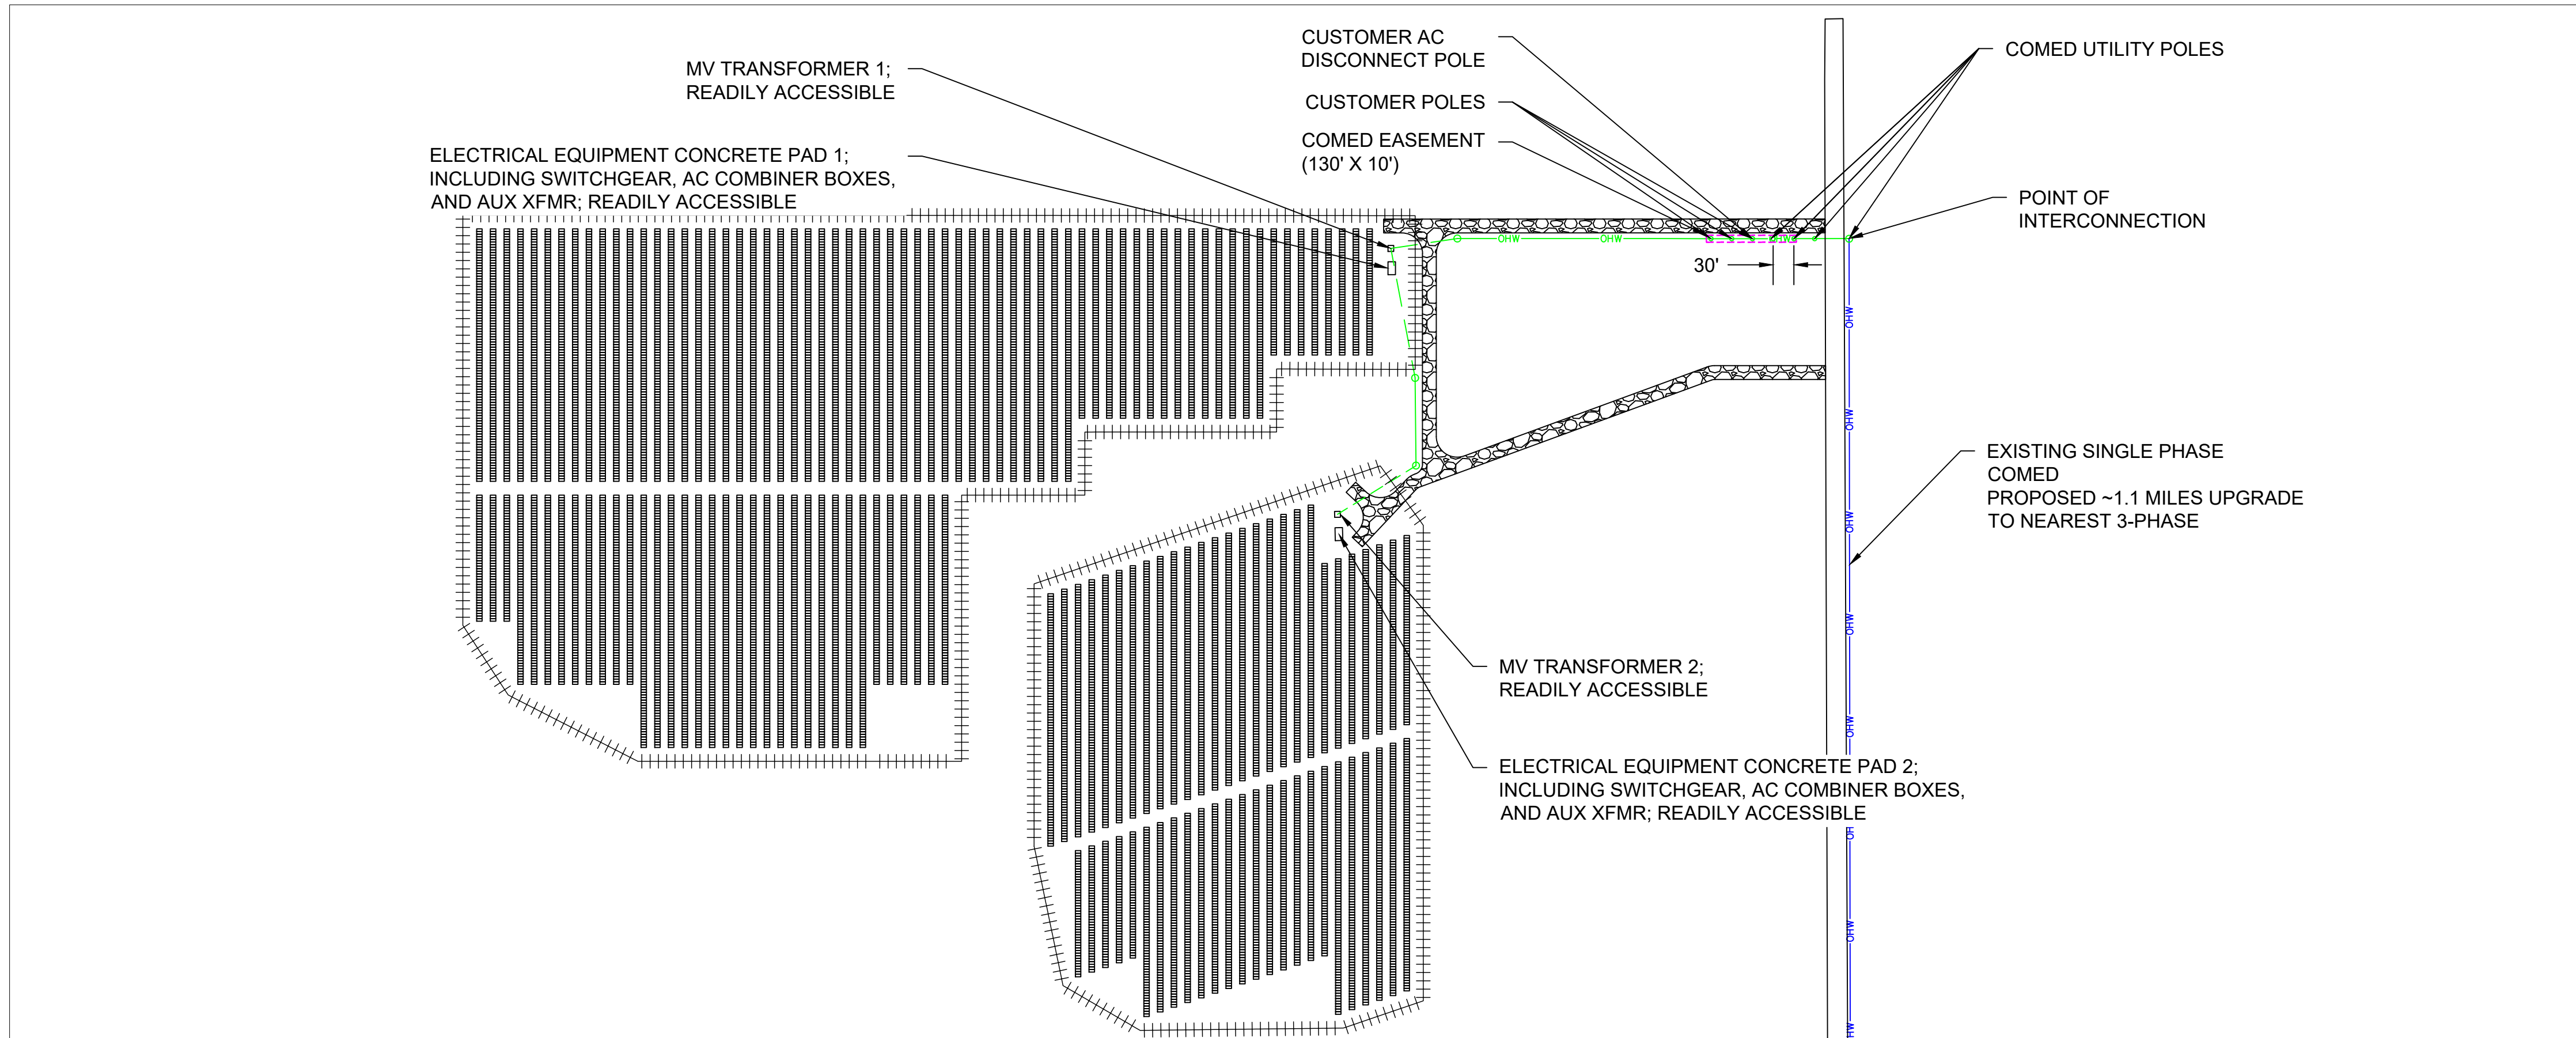 CUSTOMER AC
DISCONNECT POLE
COMED UTILITY POLES
MV TRANSFORMER 1;
READILY ACCESSIBLE
CUSTOMER POLES
COMED EASEMENT
(130' X 10')
ELECTRICAL EQUIPMENT CONCRETE PAD 1;
INCLUDING SWITCHGEAR, AC COMBINER BOXES,
AND AUX XFMR; READILY ACCESSIBLE
POINT OF
INTERCONNECTION
OHW
OHW
30'
OHW
OHW
EXISTING SINGLE PHASE
COMED
PROPOSED ~1.1 MILES UPGRADE
TO NEAREST 3-PHASE
OHW
OHW
MV TRANSFORMER 2;
READILY ACCESSIBLE
OHW
ELECTRICAL EQUIPMENT CONCRETE PAD 2;
INCLUDING SWITCHGEAR, AC COMBINER BOXES,
AND AUX XFMR; READILY ACCESSIBLE
OHW